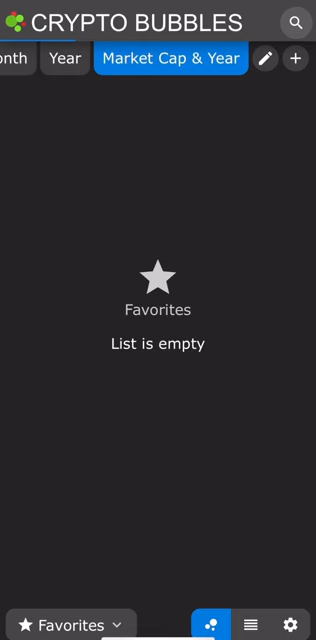 CRYPTO BUBBLES
onth Year Market Cap & Year
Favorites
List is empty
Favorites